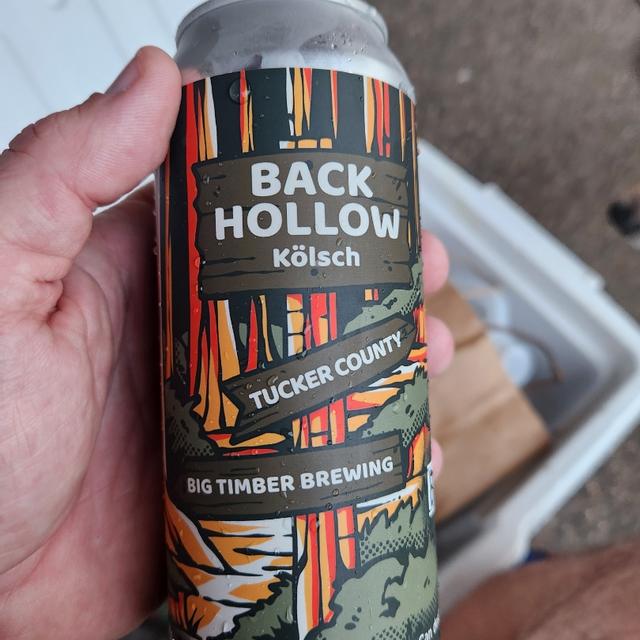 BACK
HOLLOW
Kölsch
TUCKER COUNTY
BIG TIMBER BREWING